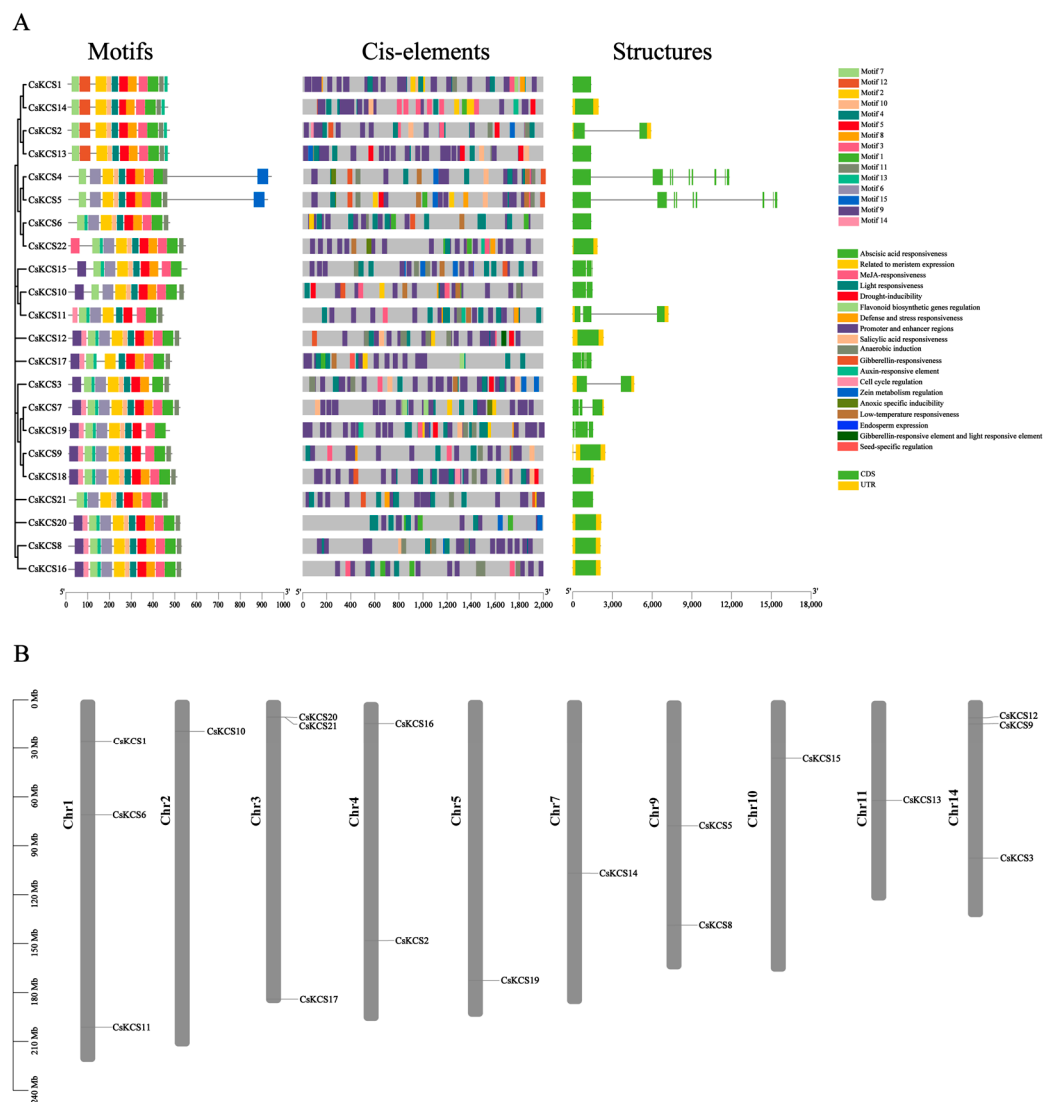 A
Motifs Cis-elements Structures
CsKCS1
CsKCS14
CsKCS2
CsKCS13
CsKCS4
CsKCS5
CsKCS6
CsKCS22
CsKCS15
CsKCS10
CsKCS11
CsKCS12
CsKCS17
CsKCS3
CsKCS7
CsKCS19
CsKCS9
CsKCS18
CsKCS21
CsKCS20
CsKCS8
CsKCS16
5' 3' 5' 3' 5' 3'
0 100 200 300 400 500 600 700 800 900 1000
0 200 400 600 800 1,000 1,200 1,400 1,600 1,800 2,000
0 3,000 6,000 9,000 12,000 15,000 18,000
Motif 7
Motif 12
Motif 2
Motif 10
Motif 4
Motif 5
Motif 8
Motif 3
Motif 1
Motif 11
Motif 13
Motif 6
Motif 15
Motif 9
Motif 14
Abscisic acid responsiveness
Related to meristem expression
MeJA-responsiveness
Light responsiveness
Drought-inducibility
Flavonoid biosynthetic genes regulation
Defense and stress responsiveness
Promoter and enhancer regions
Salicylic acid responsiveness
Anaerobic induction
Gibberellin-responsiveness
Auxin-responsive element
Cell cycle regulation
Zein metabolism regulation
Anoxic specific inducibility
Low-temperature responsiveness
Endosperm expression
Gibberellin-responsive element and light responsive element
Seed-specific regulation
CDS
UTR
B
0 Mb
30 Mb
60 Mb
90 Mb
120 Mb
150 Mb
180 Mb
210 Mb
240 Mb
Chr1
CsKCS1
CsKCS6
CsKCS11
Chr2
CsKCS10
Chr3
CsKCS20
CsKCS21
CsKCS17
Chr4
CsKCS16
CsKCS2
Chr5
CsKCS19
Chr7
CsKCS14
Chr9
CsKCS5
CsKCS8
Chr10
CsKCS15
Chr11
CsKCS13
Chr14
CsKCS12
CsKCS9
CsKCS3